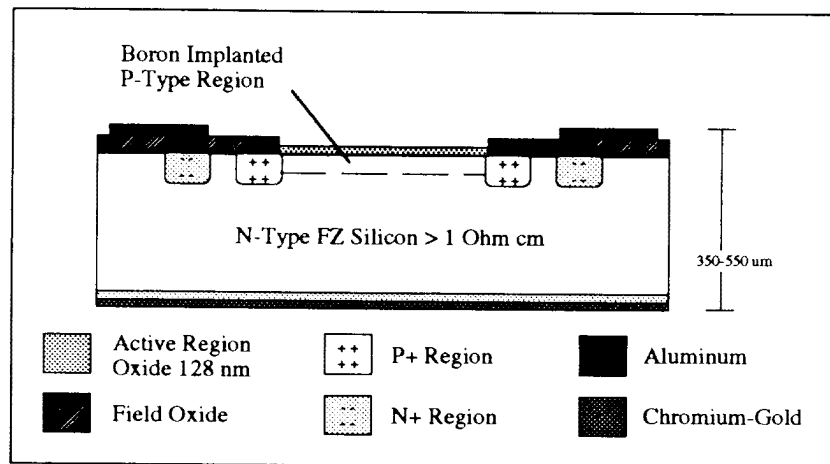 Boron Implanted
P-Type Region
N-Type FZ Silicon > 1 Ohm cm
350-550 um
Active Region
Oxide 128 nm
P+ Region
Aluminum
Field Oxide
N+ Region
Chromium-Gold